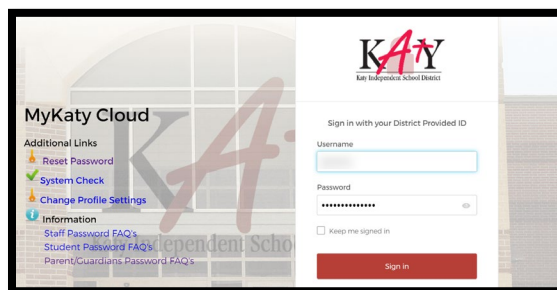 MyKaty Cloud
Additional Links
Reset Password
System Check
Change Profile Settings
Information
Staff Password FAQ's
Student Password FAQ's
Parent/Guardians Password FAQ's
KATY
Katy Independent School District
Sign in with your District Provided ID
Username
Password
Keep me signed in
Sign in